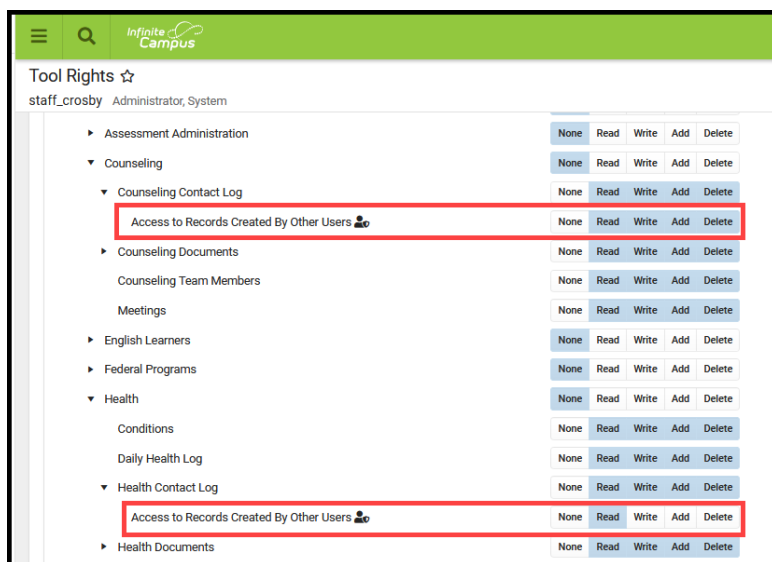 Infinite
Campus
Tool Rights
staff_crosby Administrator, System
Assessment Administration None Read Write Add Delete
Counseling None Read Write Add Delete
Counseling Contact Log None Read Write Add Delete
Access to Records Created By Other Users None Read Write Add Delete
Counseling Documents None Read Write Add Delete
Counseling Team Members None Read Write Add Delete
Meetings None Read Write Add Delete
English Learners None Read Write Add Delete
Federal Programs None Read Write Add Delete
Health None Read Write Add Delete
Conditions None Read Write Add Delete
Daily Health Log None Read Write Add Delete
Health Contact Log None Read Write Add Delete
Access to Records Created By Other Users None Read Write Add Delete
Health Documents None Read Write Add Delete